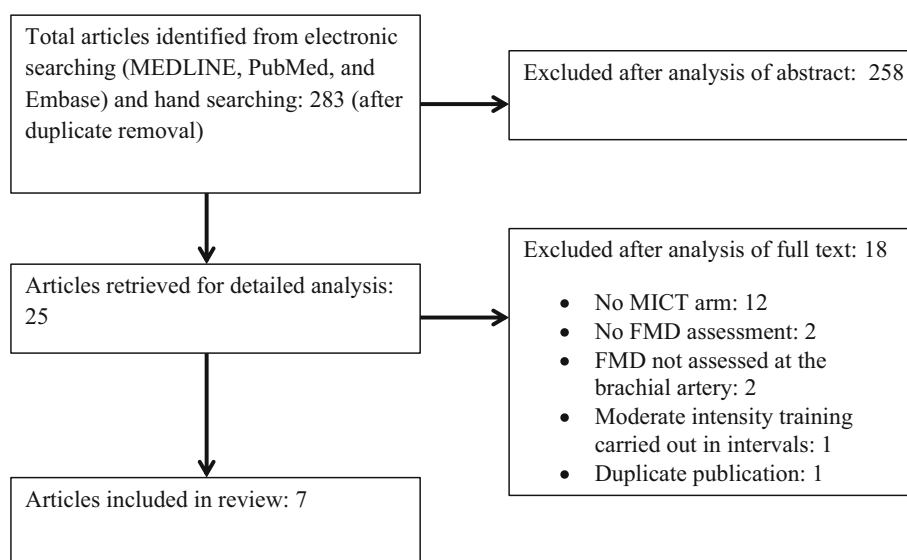 Total articles identified from electronic
searching (MEDLINE, PubMed, and
Embase) and hand searching: 283 (after
duplicate removal)
Excluded after analysis of abstract: 258
Articles retrieved for detailed analysis:
25
Excluded after analysis of full text: 18
• No MICT arm: 12
• No FMD assessment: 2
• FMD not assessed at the
brachial artery: 2
• Moderate intensity training
carried out in intervals: 1
• Duplicate publication: 1
Articles included in review: 7